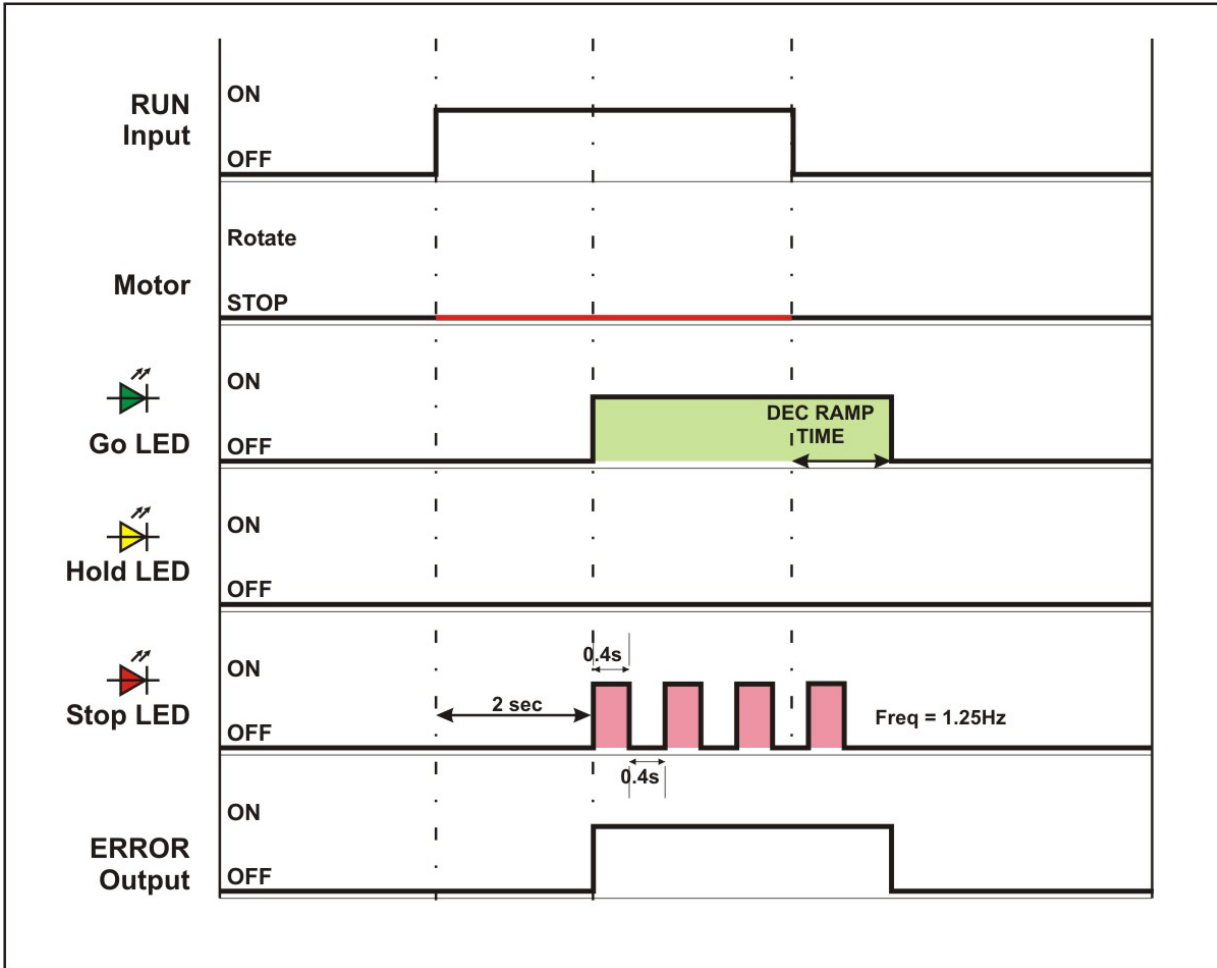 RUN
Input
ON
OFF
Motor
Rotate
STOP
Go LED
ON
OFF
DEC RAMP
TIME
Hold LED
ON
OFF
Stop LED
ON
OFF
0.4s
2 sec
Freq = 1.25Hz
0.4s
ERROR
Output
ON
OFF